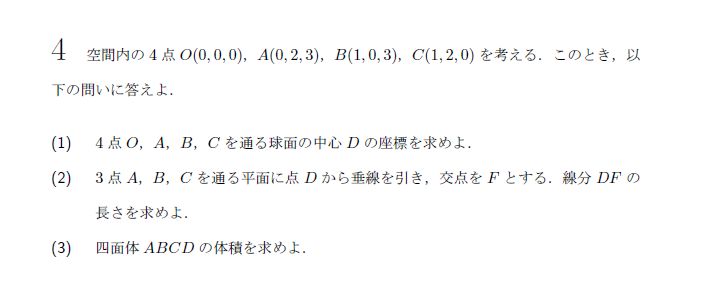 4 空間内の 4 点 O(0, 0, 0), A(0, 2, 3), B(1, 0, 3), C(1, 2, 0) を考える．このとき，以
下の問いに答えよ．
(1) 4 点 O，A，B，C を通る球面の中心 D の座標を求めよ．
(2) 3 点 A，B，C を通る平面に点 D から垂線を引き，交点を F とする．線分 DF の
長さを求めよ．
(3) 四面体 ABCD の体積を求めよ．